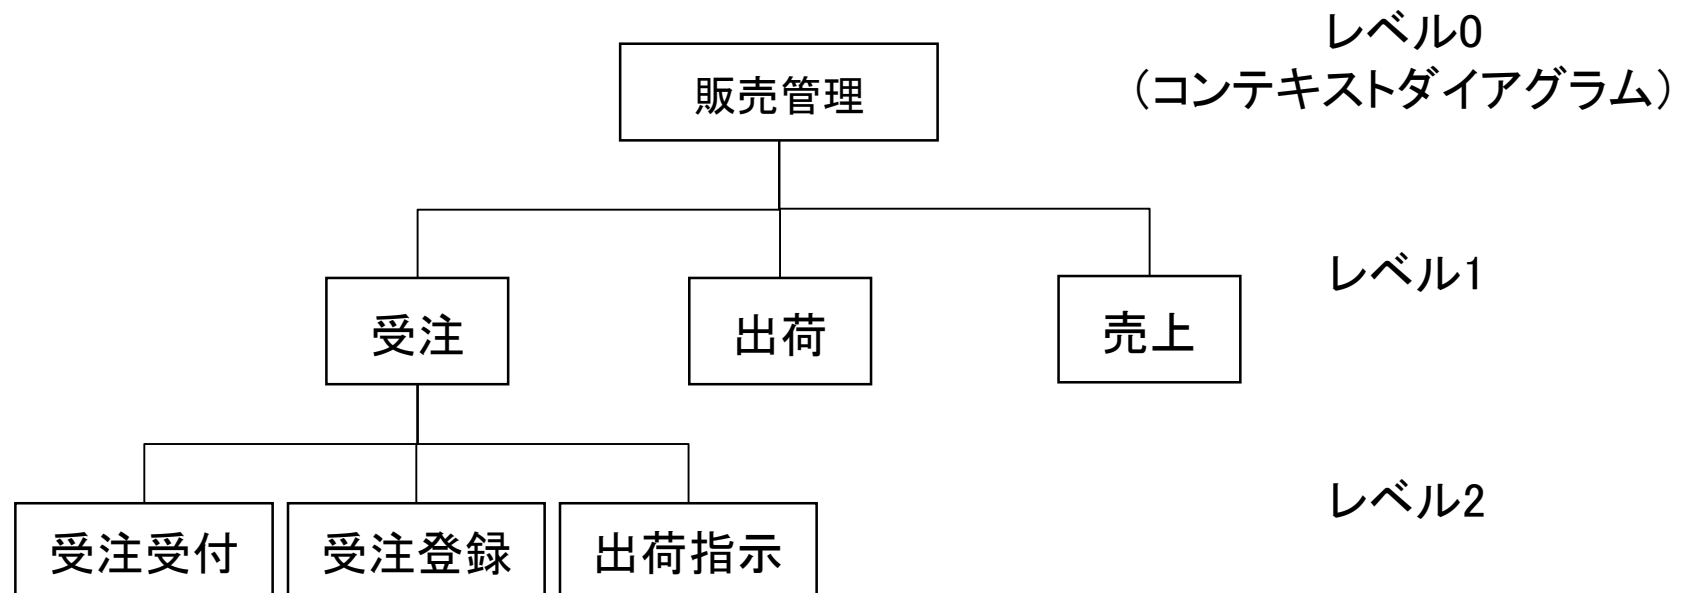 レベル0
(コンテキストダイアグラム)
販売管理
レベル1
受注
出荷
売上
レベル2
受注受付
受注登録
出荷指示